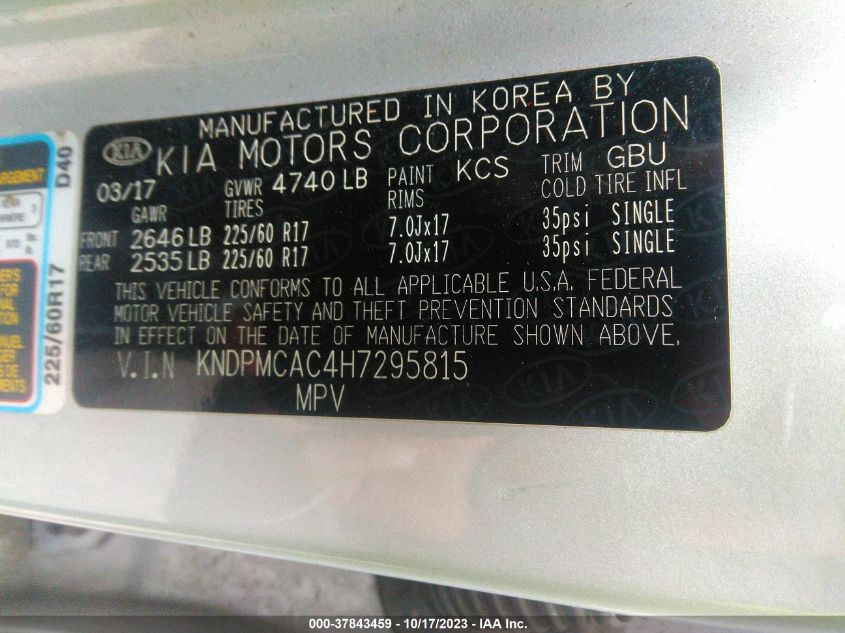 MANUFACTURED IN KOREA BY
KIA KIA MOTORS CORPORATION
03/17 GVWR 4740 LB PAINT KCS TRIM GBU
GAWR TIRES RIMS COLD TIRE INFL
FRONT 2646 LB 225/60 R17 7.0Jx17 35psi SINGLE
REAR 2535 LB 225/60 R17 7.0Jx17 35psi SINGLE
THIS VEHICLE CONFORMS TO ALL APPLICABLE U.S.A. FEDERAL
MOTOR VEHICLE SAFETY AND THEFT PREVENTION STANDARDS
IN EFFECT ON THE DATE OF MANUFACTURE SHOWN ABOVE.
V.I.N KNDPMCAC4H7295815
MPV
225/60R17 D40
000-37843459 - 10/17/2023 - IAA Inc.